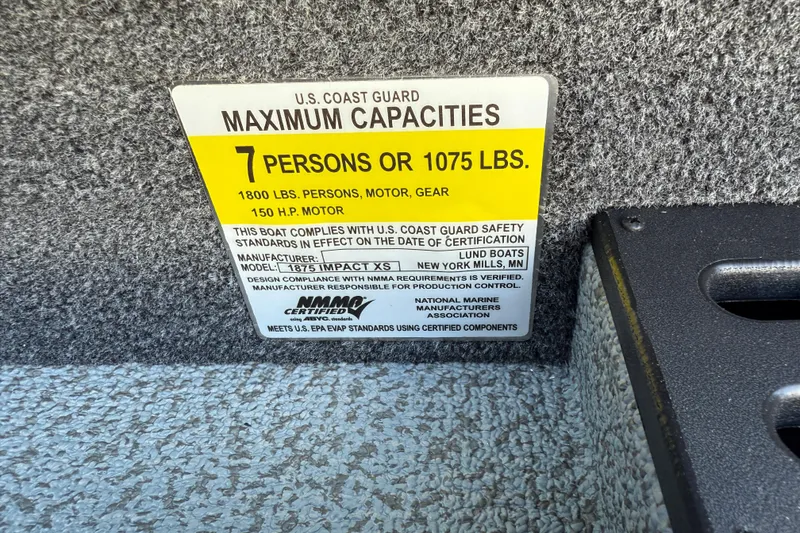 U.S. COAST GUARD
MAXIMUM CAPACITIES
7 PERSONS OR 1075 LBS.
1800 LBS. PERSONS, MOTOR, GEAR
150 H.P. MOTOR
THIS BOAT COMPLIES WITH U.S. COAST GUARD SAFETY
STANDARDS IN EFFECT ON THE DATE OF CERTIFICATION
MANUFACTURER: LUND BOATS
MODEL: 1875 IMPACT XS NEW YORK MILLS, MN
DESIGN COMPLIANCE WITH NMMA REQUIREMENTS IS VERIFIED.
MANUFACTURER RESPONSIBLE FOR PRODUCTION CONTROL.
NMMA
CERTIFIED
using ABYC standards
NATIONAL MARINE
MANUFACTURERS
ASSOCIATION
MEETS U.S. EPA EVAP STANDARDS USING CERTIFIED COMPONENTS